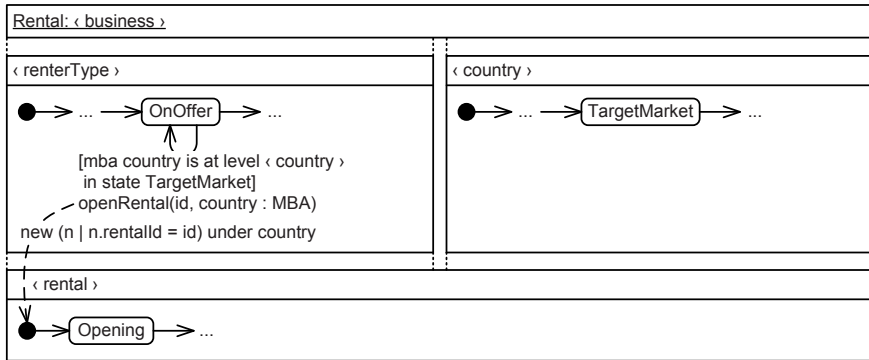 Rental: ‹ business ›
‹ renterType ›
‹ country ›
... OnOffer ...
... TargetMarket ...
[mba country is at level ‹ country ›
in state TargetMarket]
openRental(id, country : MBA)
new (n | n.rentalId = id) under country
‹ rental ›
Opening ...